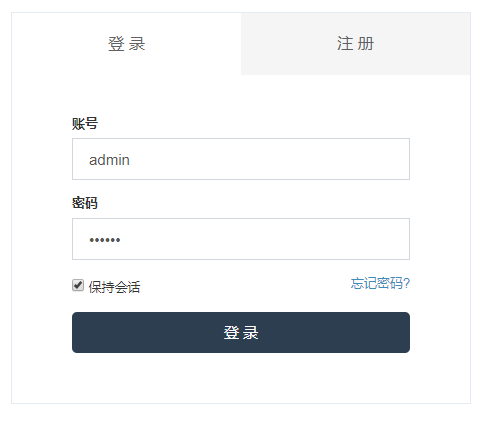 登 录 注 册
账号
admin
密码
••••••
保持会话 忘记密码?
登 录